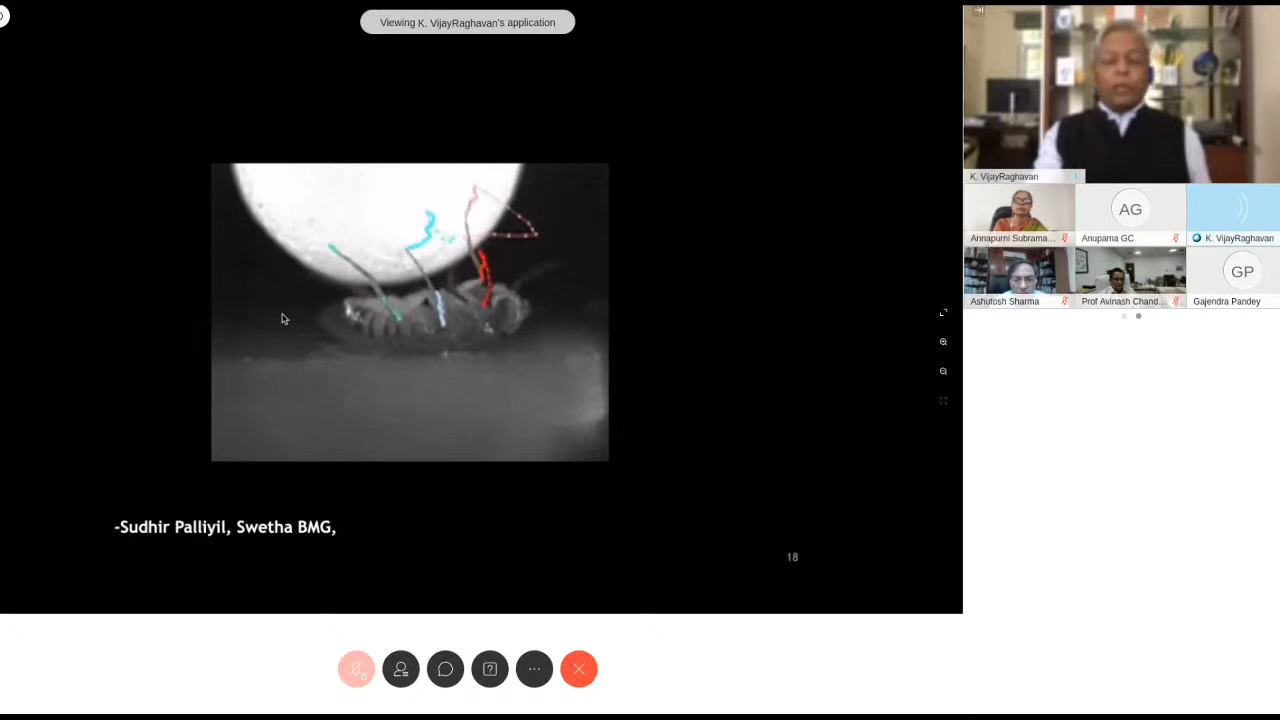 Viewing K. VijayRaghavan's application
-Sudhir Palliyil, Swetha BMG,
18
K. VijayRaghavan
AG
Annapurni Subrama...
Anupama GC
K. VijayRaghavan
GP
Ashutosh Sharma
Prof Avinash Chand...
Gajendra Pandey